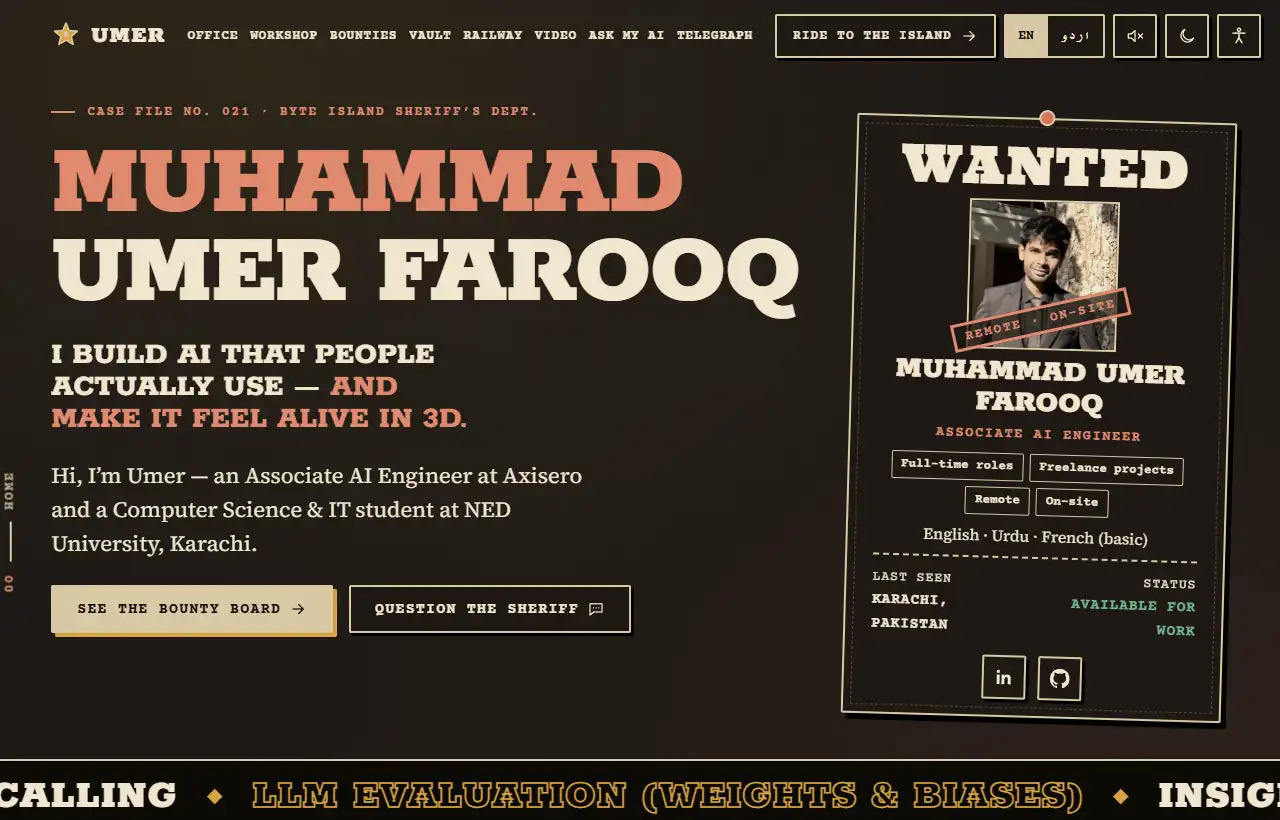 UMER
OFFICE WORKSHOP BOUNTIES VAULT RAILWAY VIDEO ASK MY AI TELEGRAPH
RIDE TO THE ISLAND →
EN
اردو
CASE FILE NO. 021 · BYTE ISLAND SHERIFF’S DEPT.
MUHAMMAD
UMER FAROOQ
I BUILD AI THAT PEOPLE
ACTUALLY USE — AND
MAKE IT FEEL ALIVE IN 3D.
Hi, I’m Umer — an Associate AI Engineer at Axisero
and a Computer Science & IT student at NED
University, Karachi.
SEE THE BOUNTY BOARD →
QUESTION THE SHERIFF
HOME
00
WANTED
REMOTE · ON-SITE
MUHAMMAD UMER
FAROOQ
ASSOCIATE AI ENGINEER
Full-time roles
Freelance projects
Remote
On-site
English · Urdu · French (basic)
LAST SEEN
KARACHI,
PAKISTAN
STATUS
AVAILABLE FOR
WORK
in
CALLING ◆ LLM EVALUATION (WEIGHTS & BIASES) ◆ INSIG